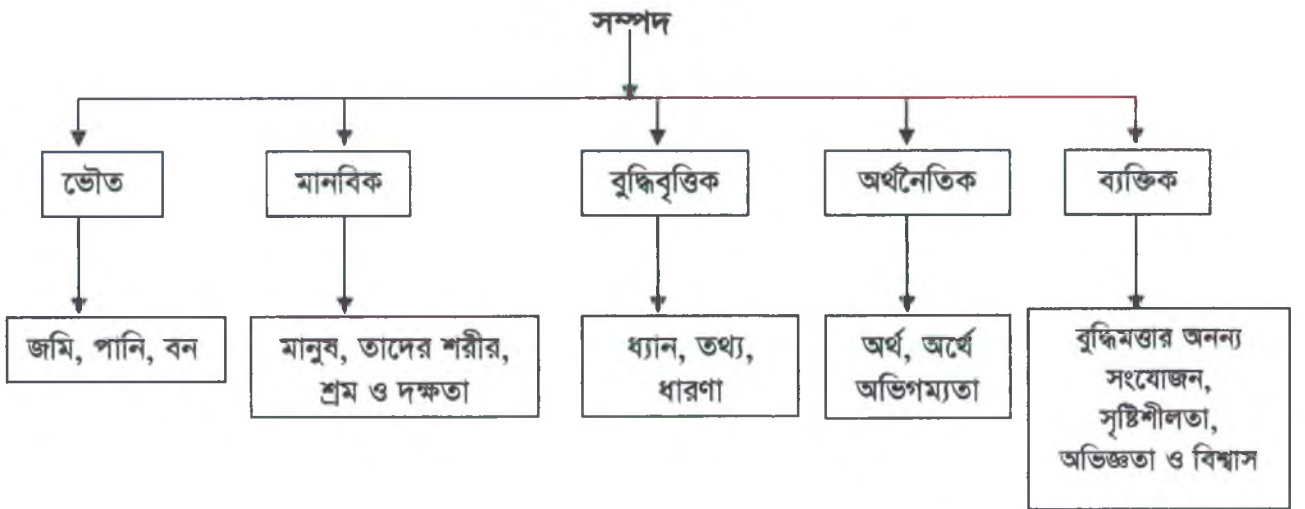 সম্পদ
ভৌত
মানবিক
বুদ্ধিবৃত্তিক
অর্থনৈতিক
ব্যক্তিক
জমি, পানি, বন
মানুষ, তাদের শরীর,
শ্রম ও দক্ষতা
ধ্যান, তথ্য,
ধারণা
অর্থ, অর্থে
অভিগম্যতা
বুদ্ধিমত্তার অনন্য
সংযোজন,
সৃষ্টিশীলতা,
অভিজ্ঞতা ও বিশ্বাস